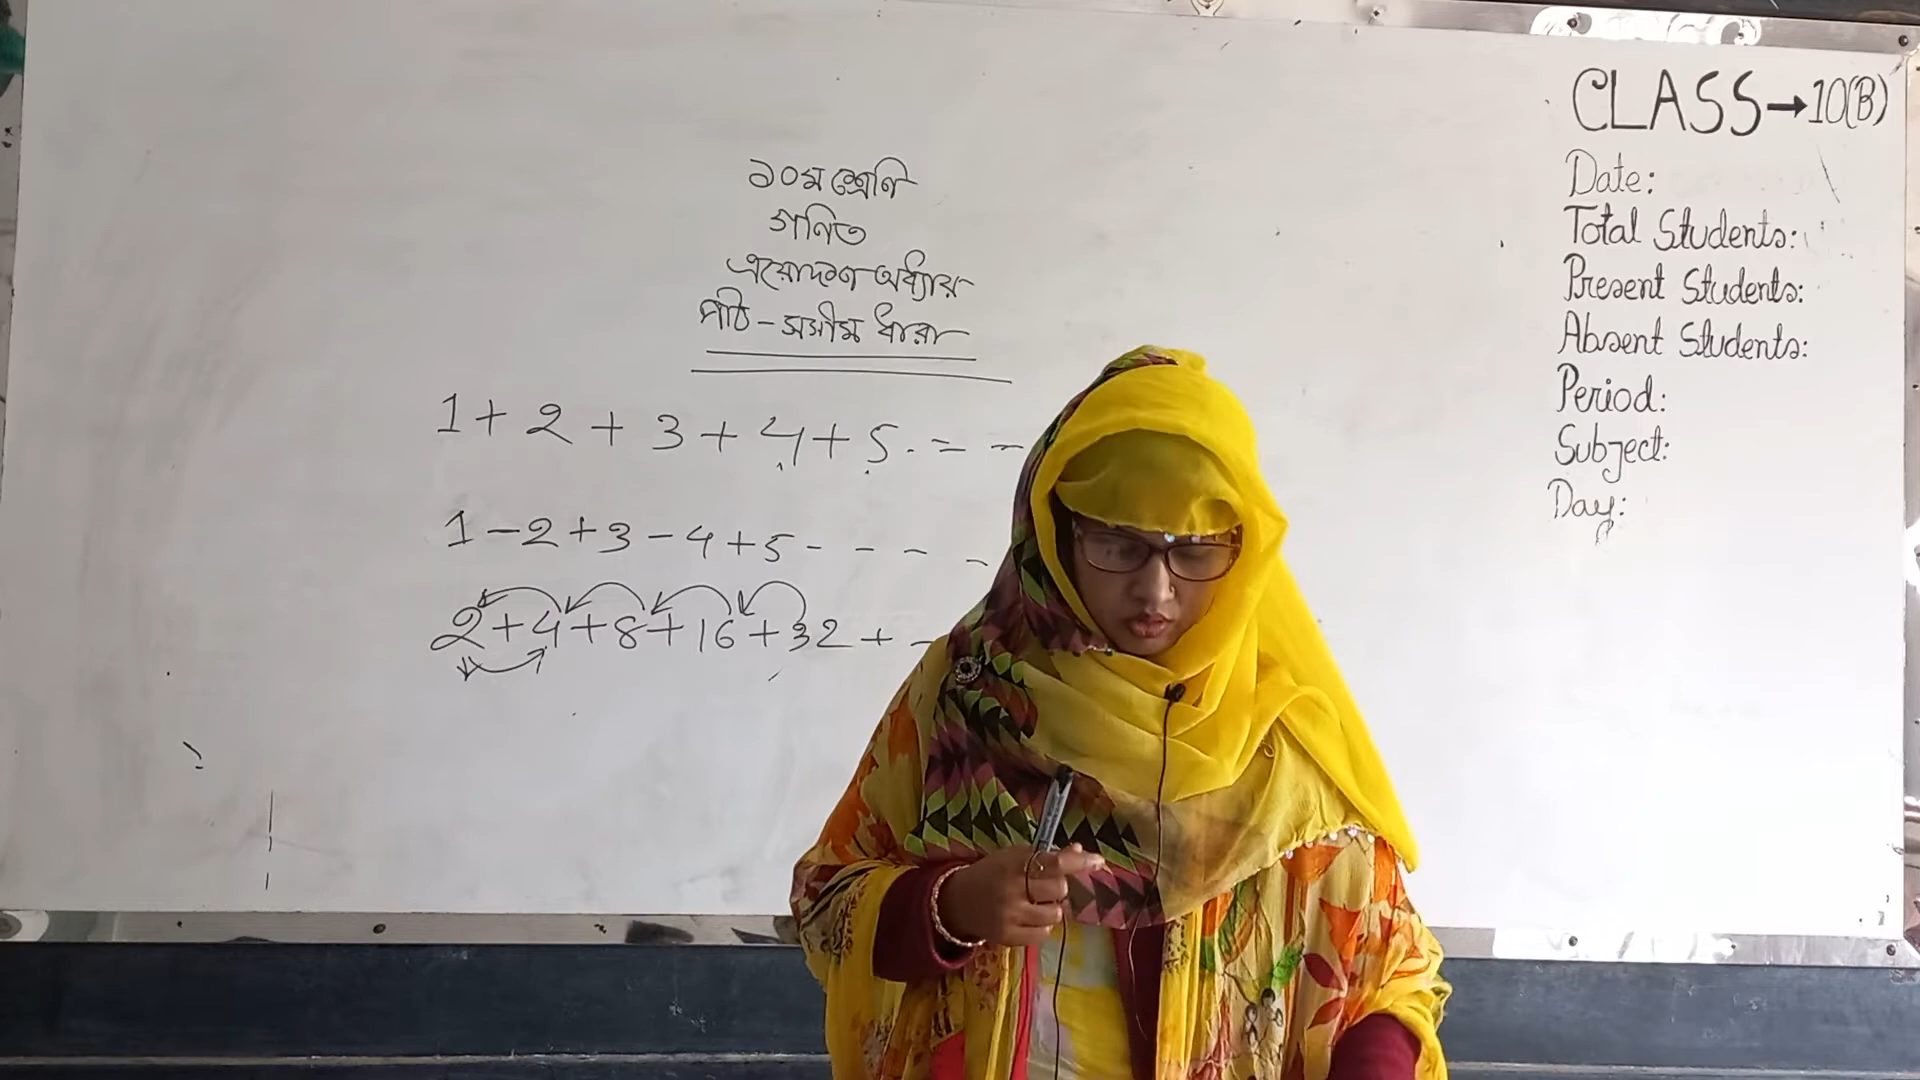 ১০ম শ্রেণি
গনিত
ত্রয়োদশ অধ্যায়
পাঠ - সসীম ধারা
1 + 2 + 3 + 4 + 5 . = -
1 - 2 + 3 - 4 + 5 - - - -
2 + 4 + 8 + 16 + 32 + -
CLASS → 10(B)
Date:
Total Students:
Present Students:
Absent Students:
Period:
Subject:
Day: